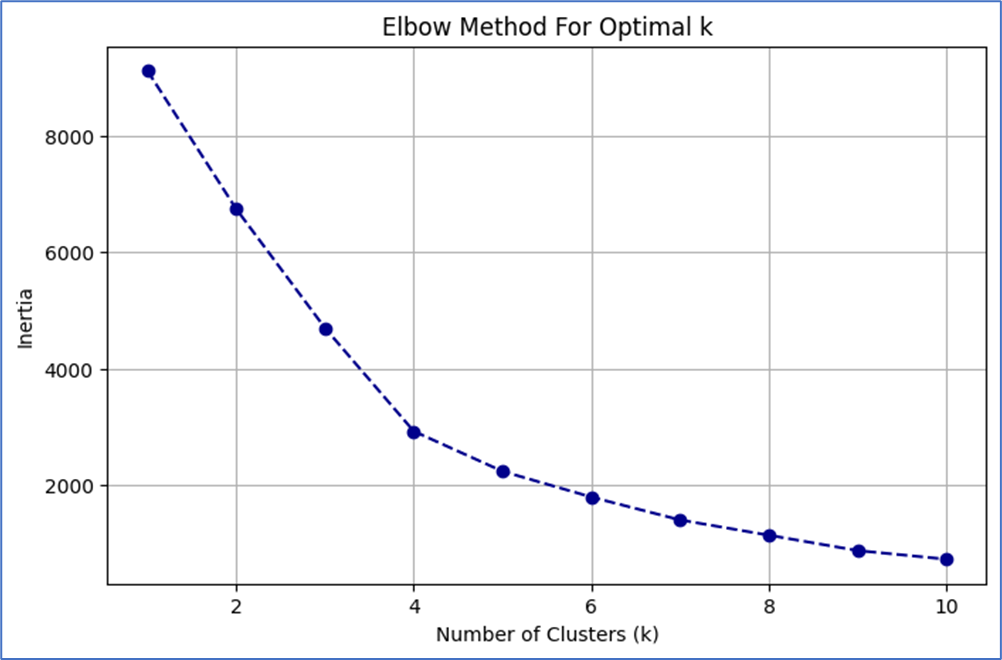 Elbow Method For Optimal k
8000
6000
4000
2000
Inertia
2 4 6 8 10
Number of Clusters (k)